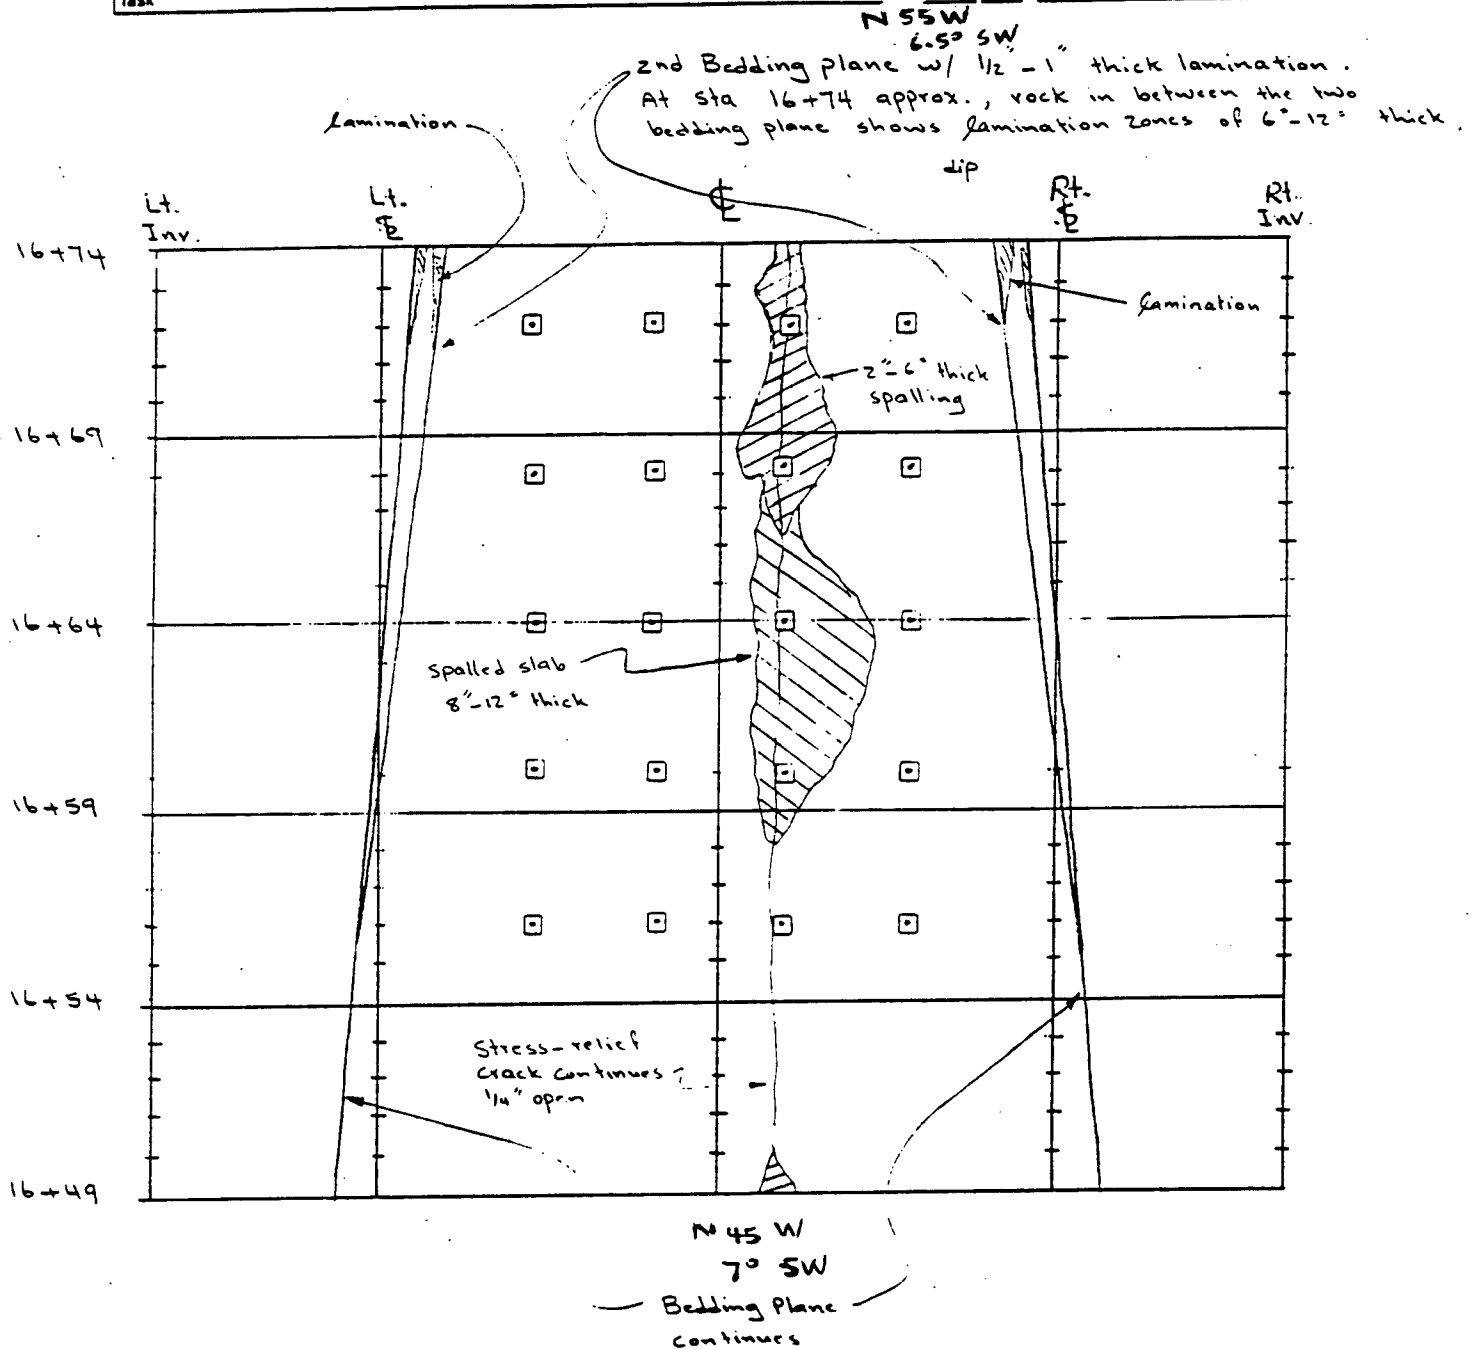 Task
N 55W
6.5° SW
2nd Bedding plane w/ 1/2" - 1" thick lamination.
At sta 16+74 approx., rock in between the two
bedding plane shows lamination zones of 6"-12" thick.
lamination
dip
Lt.
Inv.
Lt.
℄
Rt.
Rt.
Inv.
16+74
lamination
2"-6" thick
spalling
16+69
16+64
spalled slab
8"-12" thick
16+59
16+54
Stress-relief
crack continues
1/4" open
16+49
N 45 W
7° SW
Bedding Plane
continues